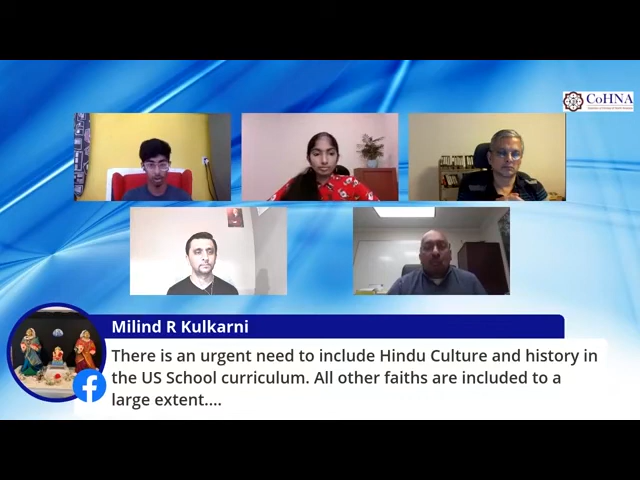 CoHNA
Milind R Kulkarni
There is an urgent need to include Hindu Culture and history in
the US School curriculum. All other faiths are included to a
large extent....